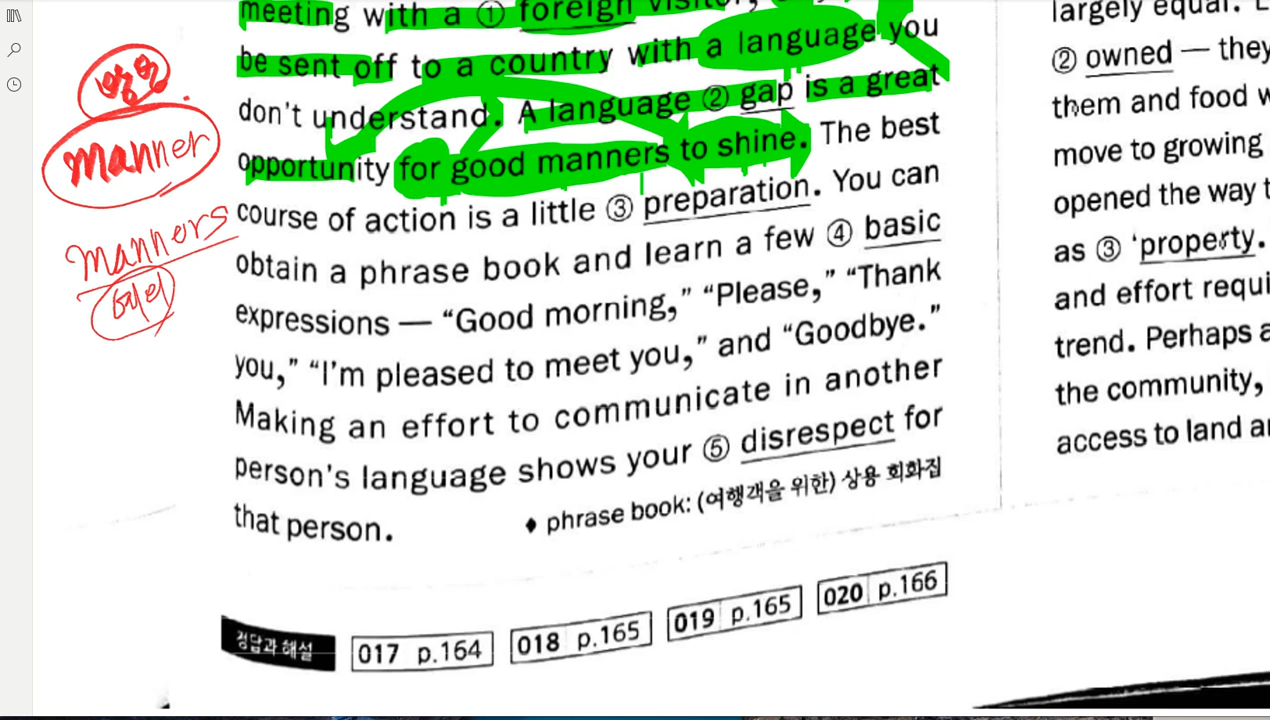 meeting with a ① foreign visitor,
be sent off to a country with a language you
don't understand. A language ② gap is a great
opportunity for good manners to shine. The best
course of action is a little ③ preparation. You can
obtain a phrase book and learn a few ④ basic
expressions — “Good morning,” “Please,” “Thank
you,” “I'm pleased to meet you,” and “Goodbye.”
Making an effort to communicate in another
person's language shows your ⑤ disrespect for
that person.
♦ phrase book: (여행객을 위한) 상용 회화집
방법
manner
manners
예의
정답과 해설
017 p.164
018 p.165
019 p.165
020 p.166
largely equal.
② owned — they
them and food
move to growing
opened the way
as ③ ‘property.
and effort requi
trend. Perhaps a
the community,
access to land a